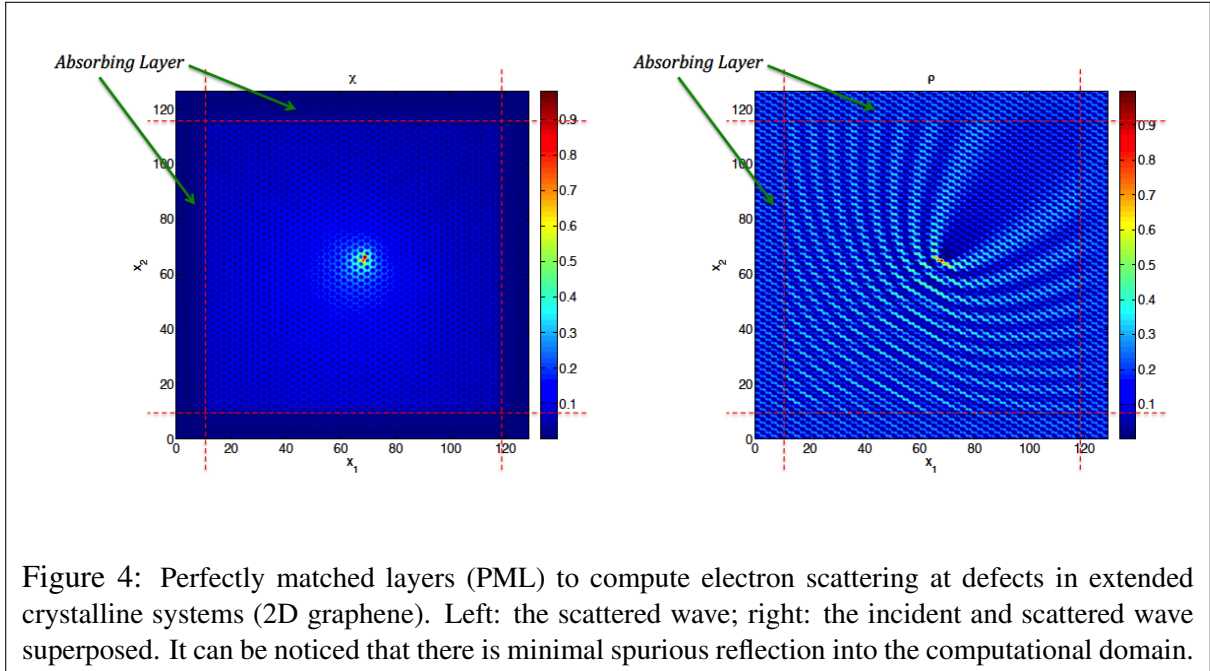 Absorbing Layer
χ
120
100
80
60
40
20
0
x2
0 20 40 60 80 100 120
x1
0.9
0.8
0.7
0.6
0.5
0.4
0.3
0.2
0.1
Absorbing Layer
ρ
120
100
80
60
40
20
0
x2
0 20 40 60 80 100 120
x1
0.9
0.8
0.7
0.6
0.5
0.4
0.3
0.2
0.1
Figure 4: Perfectly matched layers (PML) to compute electron scattering at defects in extended
crystalline systems (2D graphene). Left: the scattered wave; right: the incident and scattered wave
superposed. It can be noticed that there is minimal spurious reflection into the computational domain.